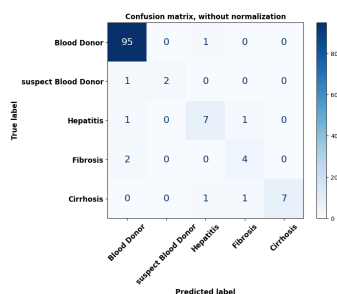 Confusion matrix, without normalization
True label
Blood Donor 95 0 1 0 0
suspect Blood Donor 1 2 0 0 0
Hepatitis 1 0 7 1 0
Fibrosis 2 0 0 4 0
Cirrhosis 0 0 1 1 7
Blood Donor
suspect Blood Donor
Hepatitis
Fibrosis
Cirrhosis
Predicted label
80
60
40
20
0